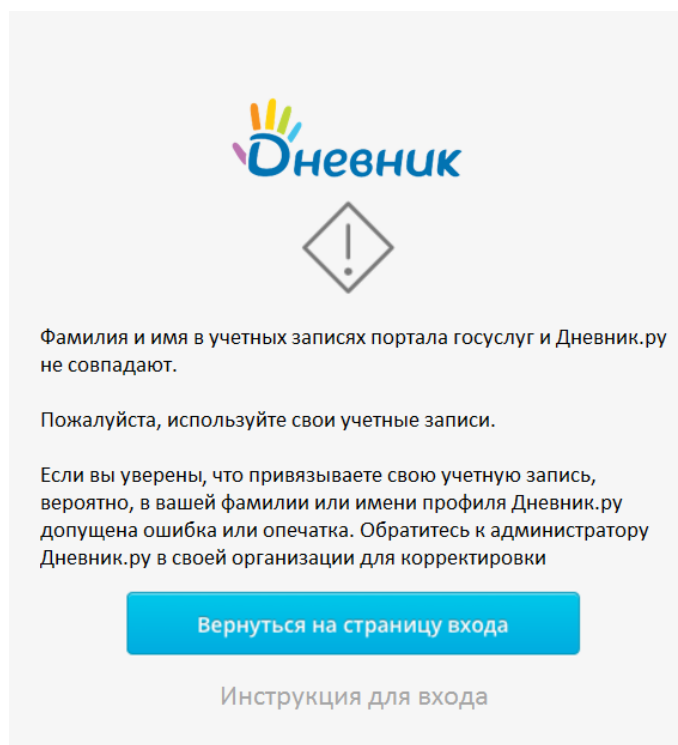 Дневник
Фамилия и имя в учетных записях портала госуслуг и Дневник.ру
не совпадают.
Пожалуйста, используйте свои учетные записи.
Если вы уверены, что привязываете свою учетную запись,
вероятно, в вашей фамилии или имени профиля Дневник.ру
допущена ошибка или опечатка. Обратитесь к администратору
Дневник.ру в своей организации для корректировки
Вернуться на страницу входа
Инструкция для входа